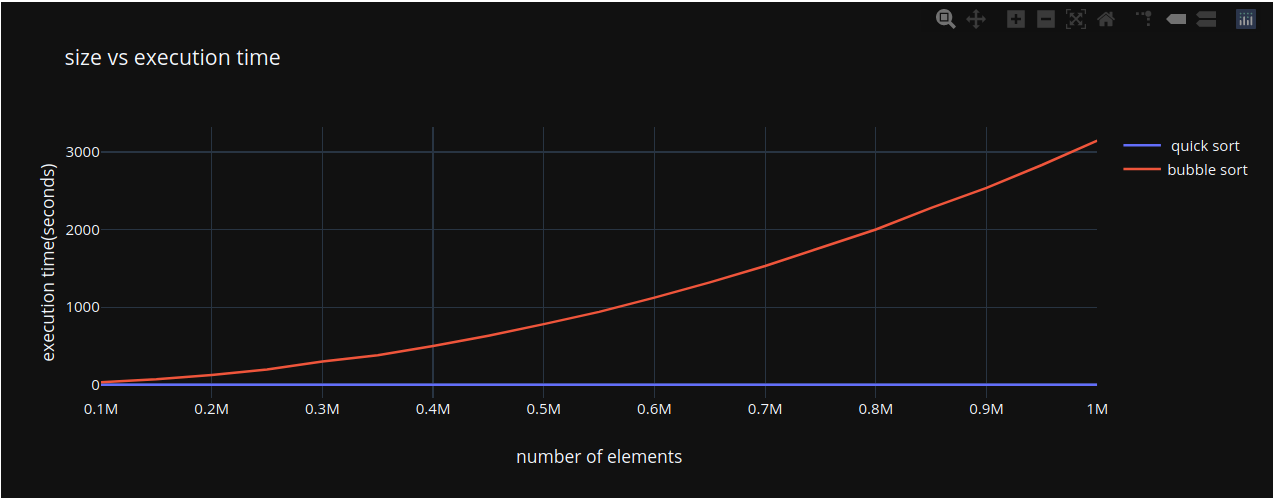 size vs execution time
execution time(seconds)
3000
2000
1000
0
0.1M 0.2M 0.3M 0.4M 0.5M 0.6M 0.7M 0.8M 0.9M 1M
number of elements
quick sort
bubble sort